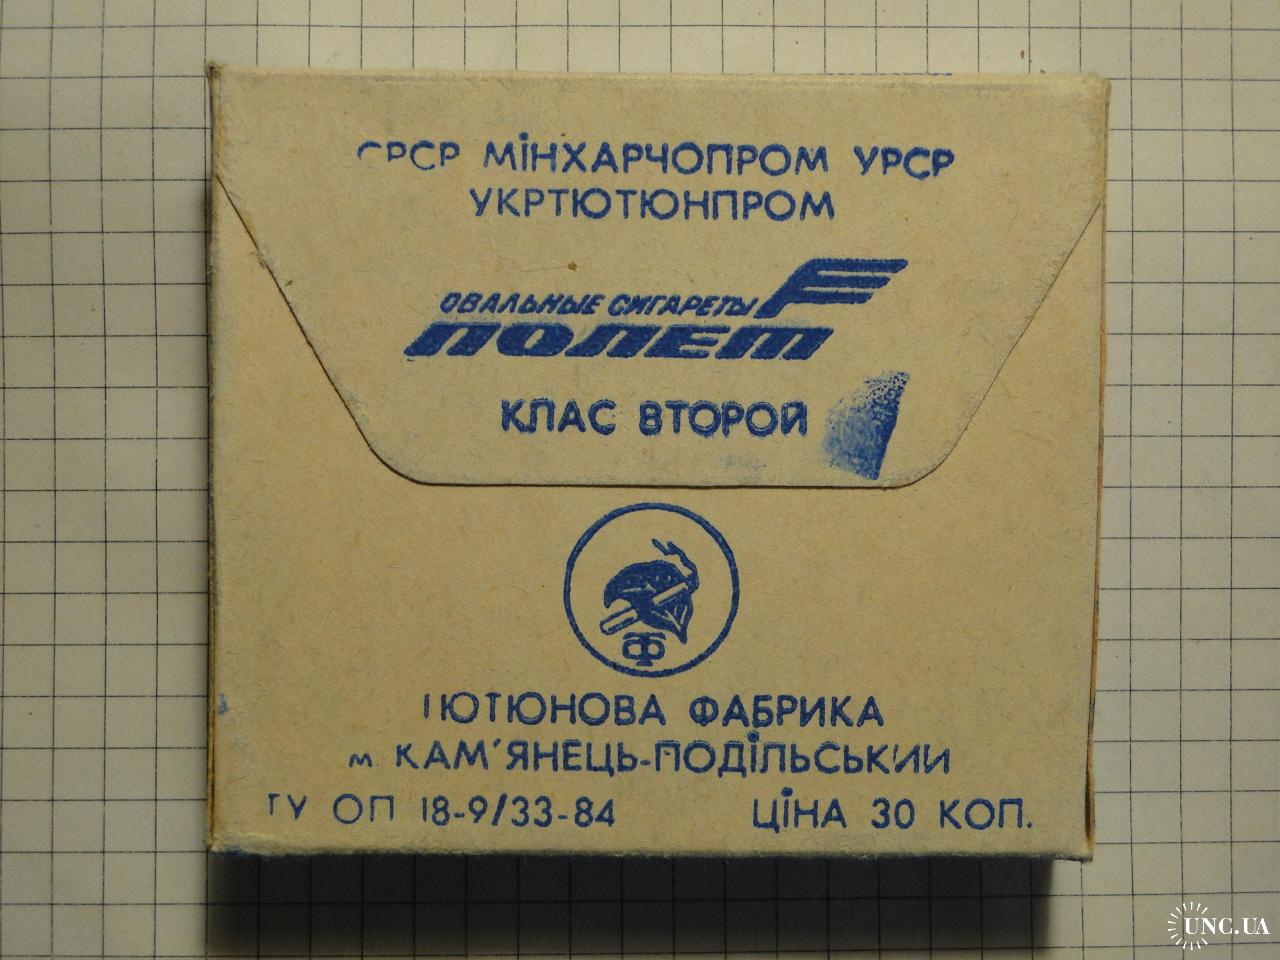 СРСР МІНХАРЧОПРОМ УРСР
УКРТЮТЮНПРОМ
ОВАЛЬНЫЕ СИГАРЕТЫ
ПОЛЕТ
КЛАС ВТОРОЙ
Ф
ТЮТЮНОВА ФАБРИКА
м. КАМ'ЯНЕЦЬ-ПОДІЛЬСЬКИЙ
ТУ ОП 18-9/33-84 ЦІНА 30 КОП.
UNC.UA